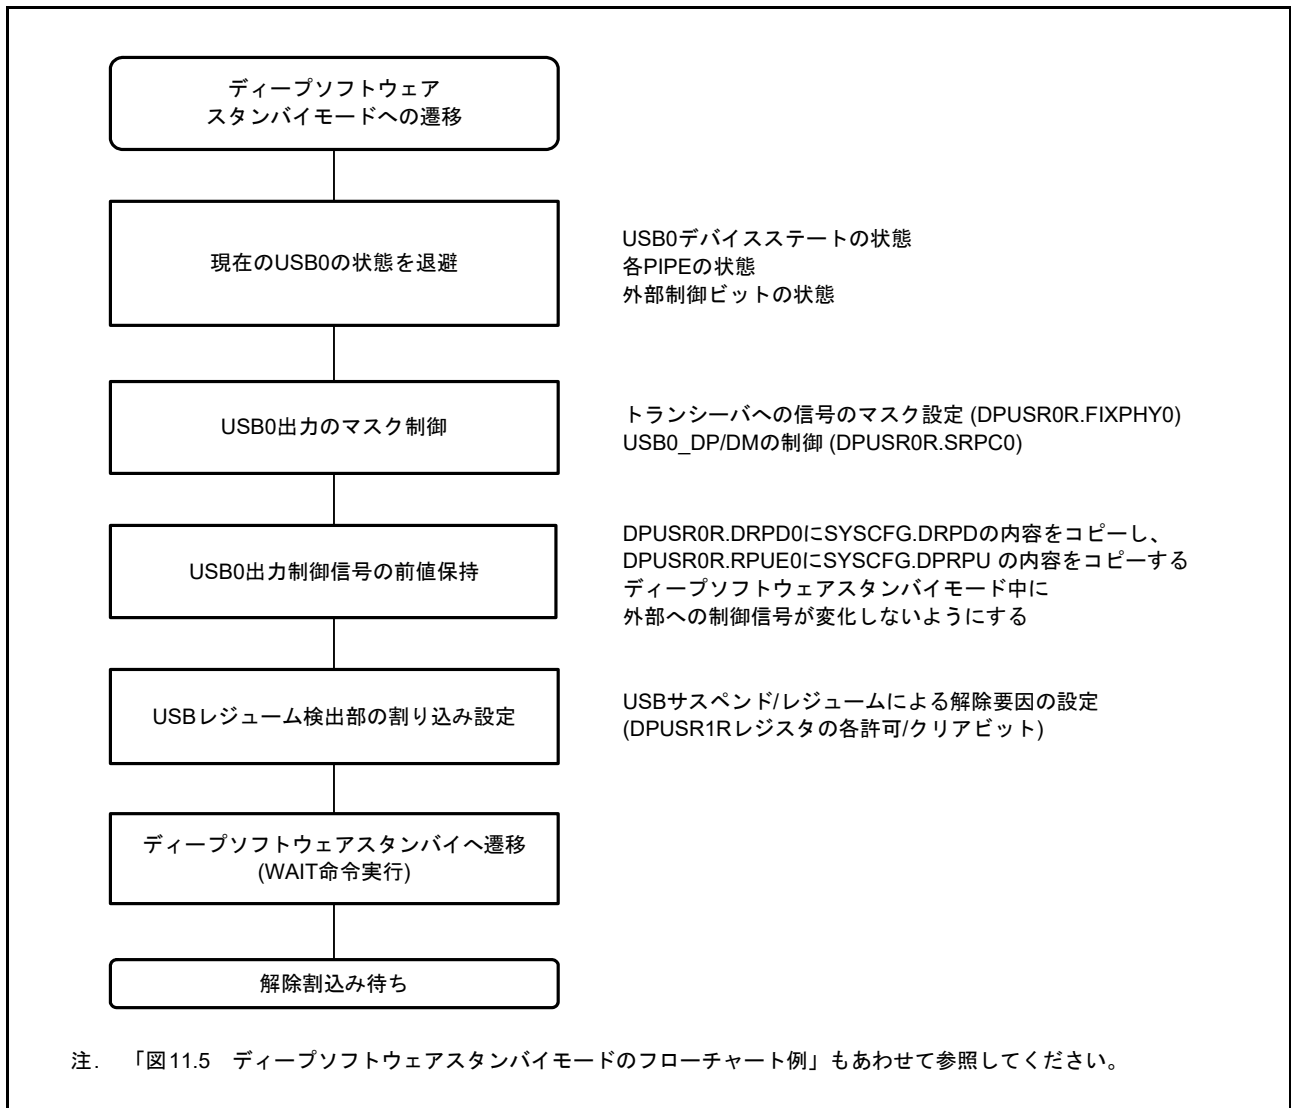 ディープソフトウェア
スタンバイモードへの遷移
現在のUSB0の状態を退避
USB0デバイスステートの状態
各PIPEの状態
外部制御ビットの状態
USB0出力のマスク制御
トランシーバへの信号のマスク設定 (DPUSR0R.FIXPHY0)
USB0_DP/DMの制御 (DPUSR0R.SRPC0)
USB0出力制御信号の前値保持
DPUSR0R.DRPD0にSYSCFG.DRPDの内容をコピーし、
DPUSR0R.RPUE0にSYSCFG.DPRPU の内容をコピーする
ディープソフトウェアスタンバイモード中に
外部への制御信号が変化しないようにする
USBレジューム検出部の割り込み設定
USBサスペンド/レジュームによる解除要因の設定
(DPUSR1Rレジスタの各許可/クリアビット)
ディープソフトウェアスタンバイへ遷移
(WAIT命令実行)
解除割込み待ち
注. 「図11.5 ディープソフトウェアスタンバイモードのフローチャート例」もあわせて参照してください。